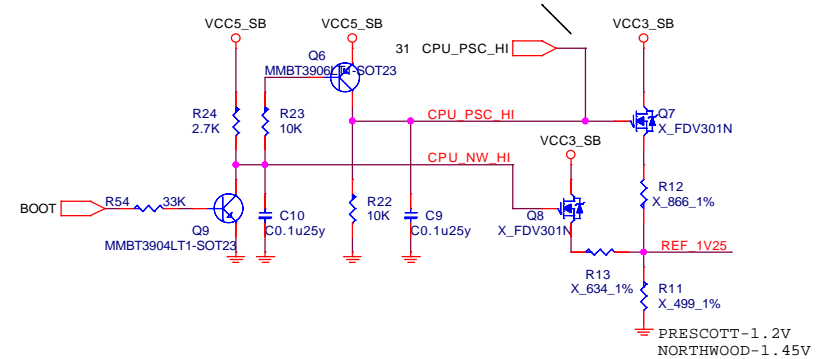 VCC5_SB
VCC5_SB
31 CPU_PSC_HI
VCC3_SB
Q6
MMBT3906LT1-SOT23
R24
2.7K
R23
10K
CPU_PSC_HI
Q7
X_FDV301N
VCC3_SB
CPU_NW_HI
R12
X_866_1%
BOOT
R54
33K
Q9
MMBT3904LT1-SOT23
C10
C0.1u25y
R22
10K
C9
C0.1u25y
Q8
X_FDV301N
REF_1V25
R13
X_634_1%
R11
X_499_1%
PRESCOTT-1.2V
NORTHWOOD-1.45V